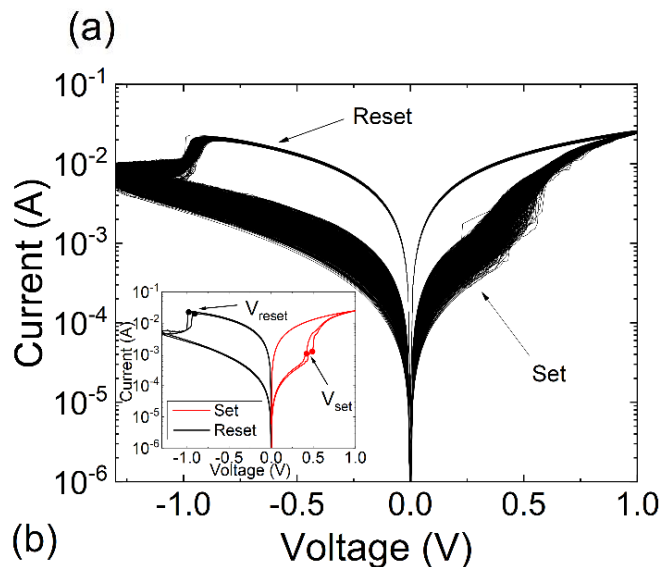 (a)
10⁻¹
10⁻²
10⁻³
10⁻⁴
10⁻⁵
10⁻⁶
Current (A)
Reset
Set
10⁻¹
10⁻²
10⁻³
10⁻⁴
10⁻⁵
10⁻⁶
Current (A)
V_reset
V_set
Set
Reset
-1.0 -0.5 0.0 0.5 1.0
Voltage (V)
-1.0 -0.5 0.0 0.5 1.0
Voltage (V)
(b)